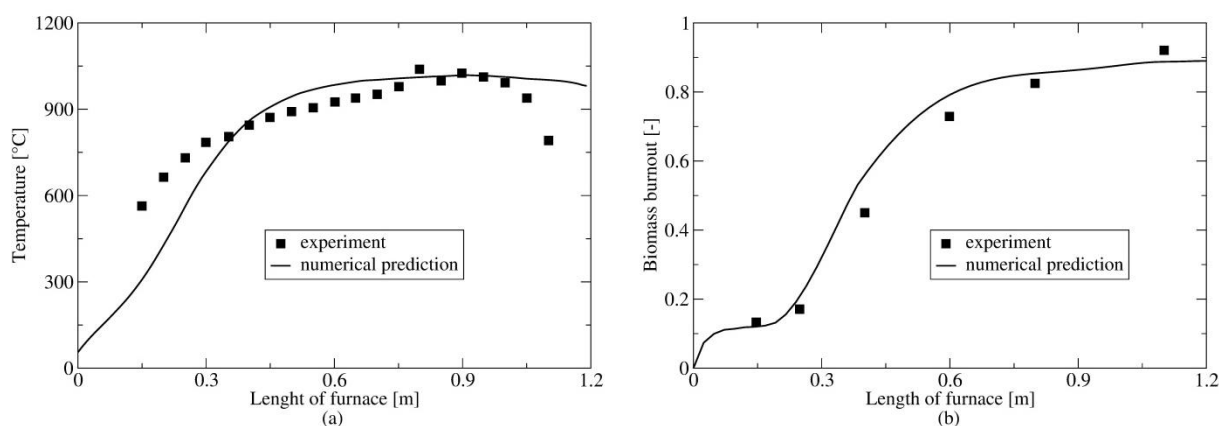 1200
900
600
300
0
Temperature [°C]
experiment
numerical prediction
0 0.3 0.6 0.9 1.2
Lenght of furnace [m]
(a)
1
0.8
0.6
0.4
0.2
0
Biomass burnout [-]
experiment
numerical prediction
0 0.3 0.6 0.9 1.2
Length of furnace [m]
(b)